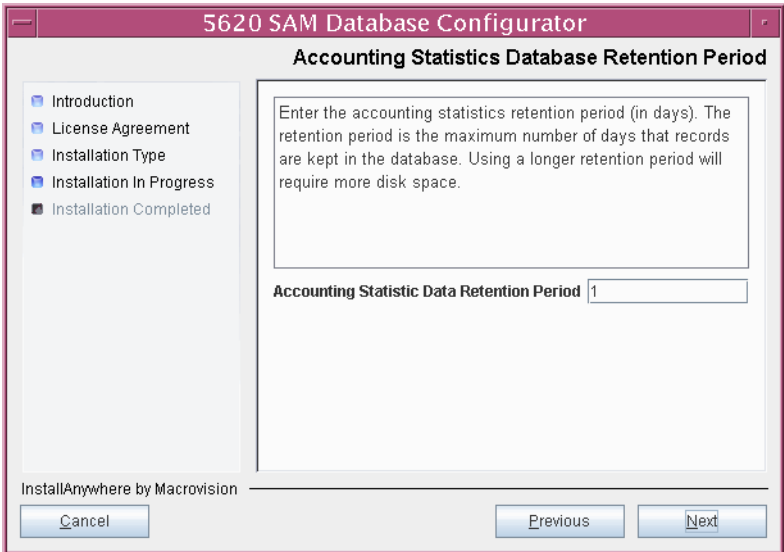 5620 SAM Database Configurator
Accounting Statistics Database Retention Period
Introduction
License Agreement
Installation Type
Installation In Progress
Installation Completed
Enter the accounting statistics retention period (in days). The
retention period is the maximum number of days that records
are kept in the database. Using a longer retention period will
require more disk space.
Accounting Statistic Data Retention Period 1
InstallAnywhere by Macrovision
Cancel Previous Next